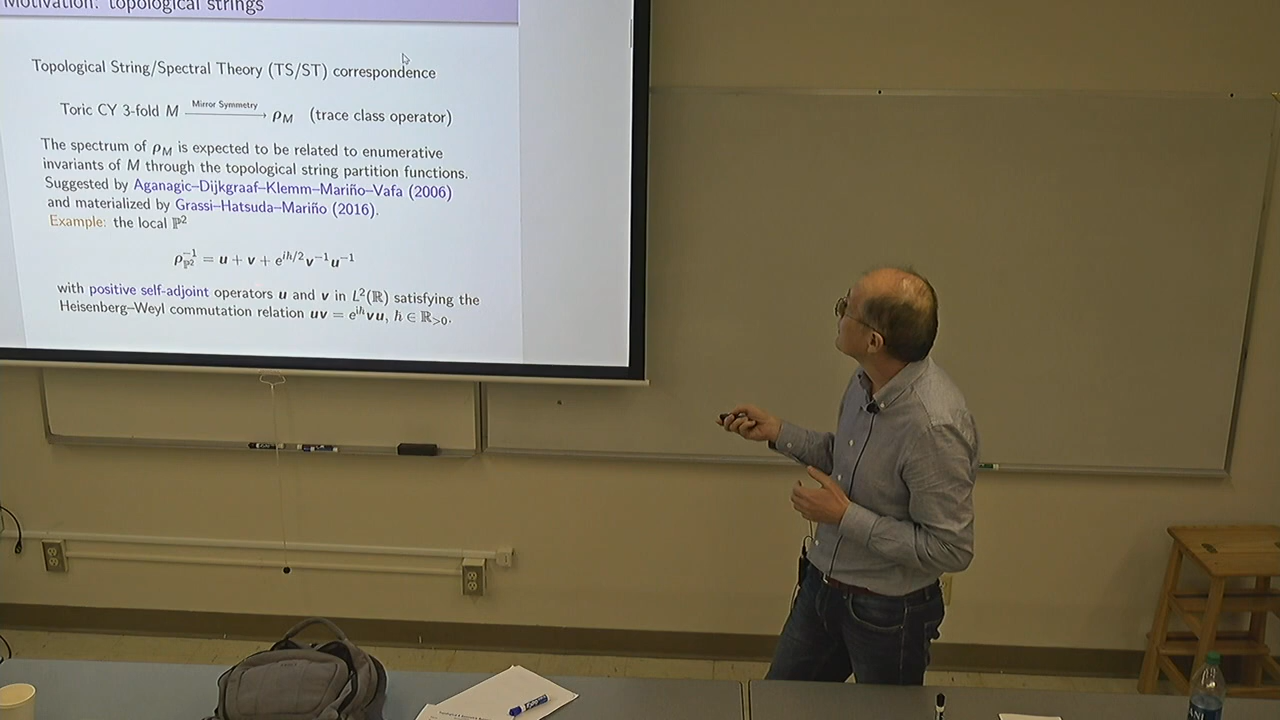 Motivation: topological strings
Topological String/Spectral Theory (TS/ST) correspondence
Toric CY 3-fold M —Mirror Symmetry→ ρ_M (trace class operator)
The spectrum of ρ_M is expected to be related to enumerative
invariants of M through the topological string partition functions.
Suggested by Aganagic–Dijkgraaf–Klemm–Mariño–Vafa (2006)
and materialized by Grassi–Hatsuda–Mariño (2016).
Example: the local ℙ²
ρ_{ℙ²}^{-1} = u + v + e^{iħ/2} v^{-1} u^{-1}
with positive self-adjoint operators u and v in L²(ℝ) satisfying the
Heisenberg–Weyl commutation relation uv = e^{iħ} vu, ħ ∈ ℝ_{>0}.